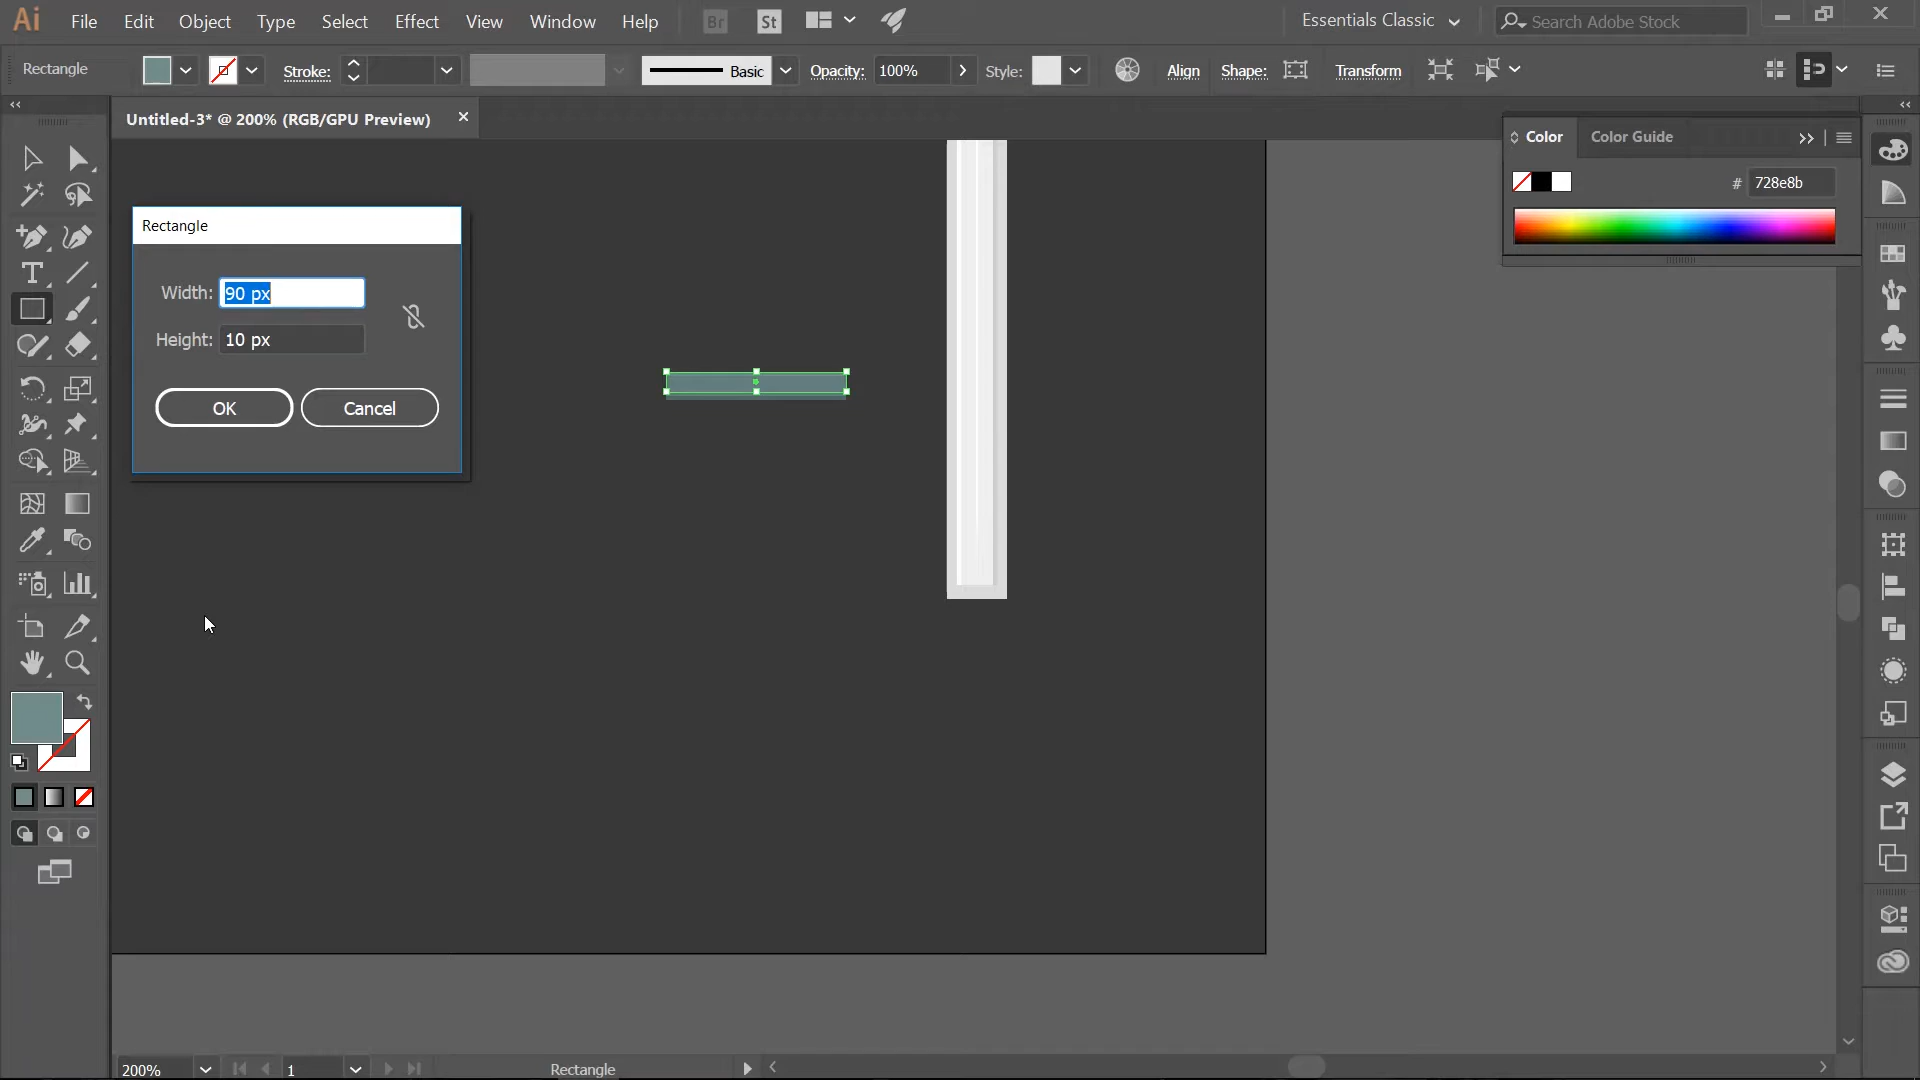 Ai File Edit Object Type Select Effect View Window Help Br St Essentials Classic Search Adobe Stock
Rectangle Stroke: Basic Opacity: 100% Style: Align Shape: Transform
Untitled-3* @ 200% (RGB/GPU Preview)
Color Color Guide
# 728e8b
Rectangle
Width: 90 px
Height: 10 px
OK Cancel
200% 1 Rectangle